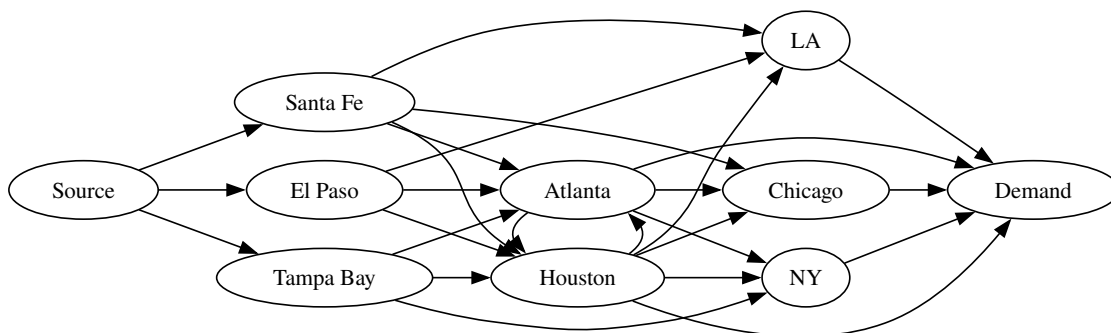 LA
Santa Fe
Source
El Paso
Atlanta
Chicago
Demand
Tampa Bay
Houston
NY